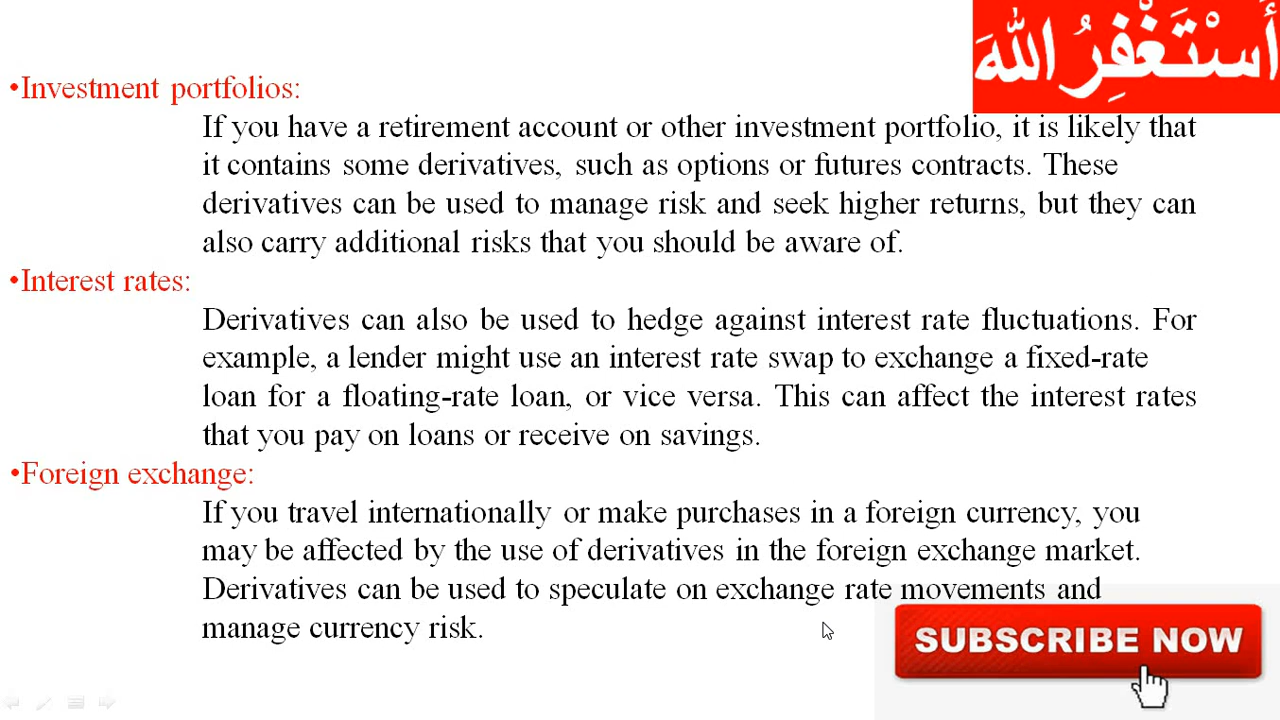 أَسْتَغْفِرُ اللهَ
•Investment portfolios:
If you have a retirement account or other investment portfolio, it is likely that
it contains some derivatives, such as options or futures contracts. These
derivatives can be used to manage risk and seek higher returns, but they can
also carry additional risks that you should be aware of.
•Interest rates:
Derivatives can also be used to hedge against interest rate fluctuations. For
example, a lender might use an interest rate swap to exchange a fixed-rate
loan for a floating-rate loan, or vice versa. This can affect the interest rates
that you pay on loans or receive on savings.
•Foreign exchange:
If you travel internationally or make purchases in a foreign currency, you
may be affected by the use of derivatives in the foreign exchange market.
Derivatives can be used to speculate on exchange rate movements and
manage currency risk.
SUBSCRIBE NOW